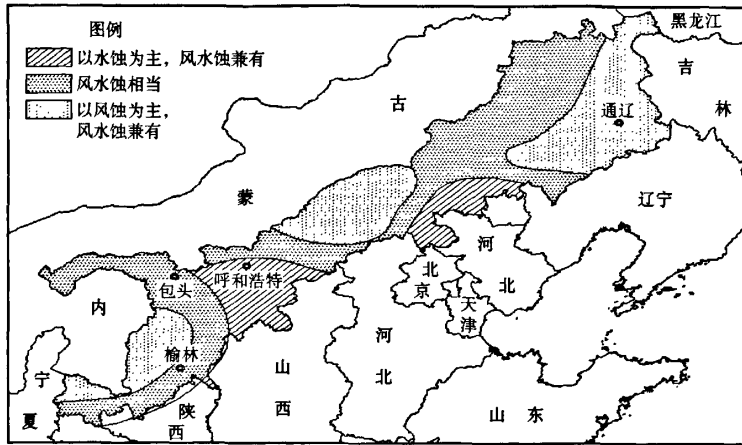 图例
以水蚀为主，风水蚀兼有
风水蚀相当
以风蚀为主，
风水蚀兼有
黑龙江
吉
林
古
通辽
蒙
辽宁
河
北
呼和浩特
北
京
内
包头
天
津
河
北
榆林
宁
夏
陕
西
山
西
山东